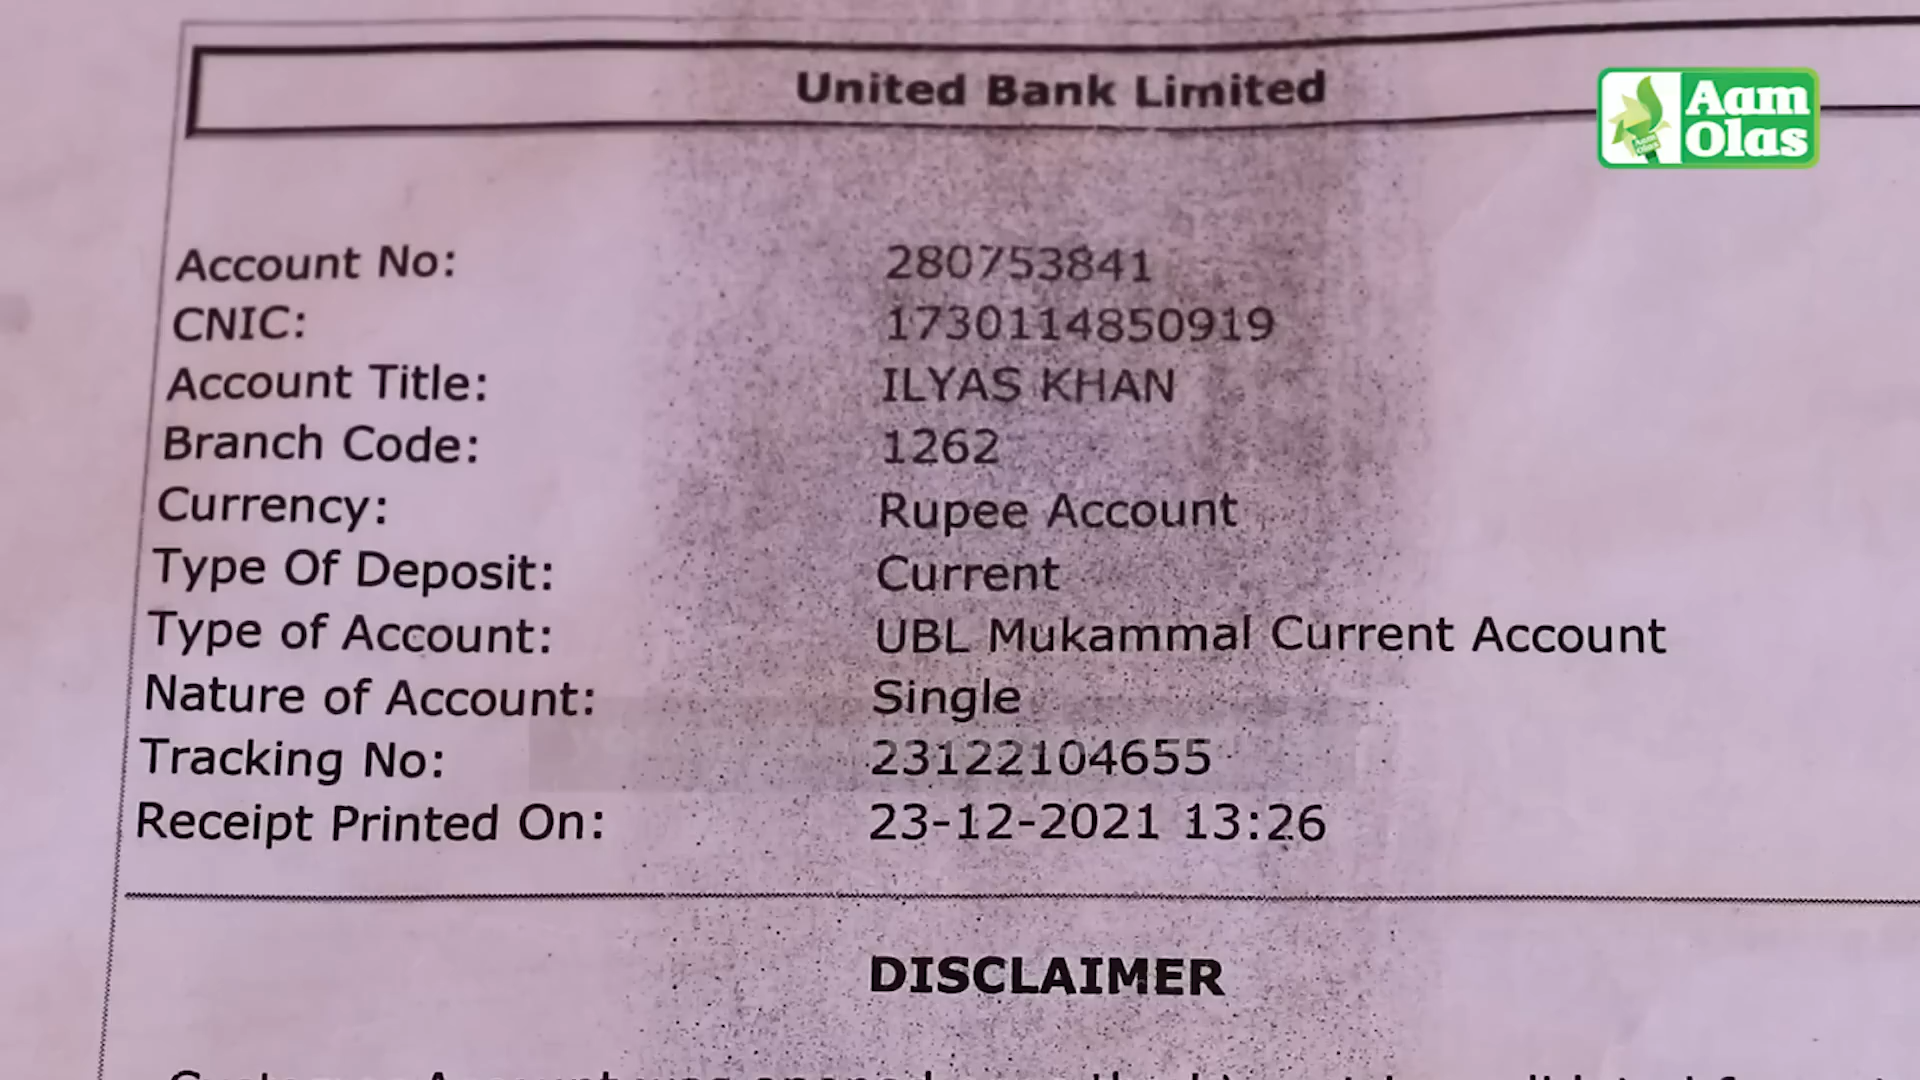 United Bank Limited
Aam
Olas
Account No: 280753841
CNIC: 1730114850919
Account Title: ILYAS KHAN
Branch Code: 1262
Currency: Rupee Account
Type Of Deposit: Current
Type of Account: UBL Mukammal Current Account
Nature of Account: Single
Tracking No: 23122104655
Receipt Printed On: 23-12-2021 13:26
DISCLAIMER